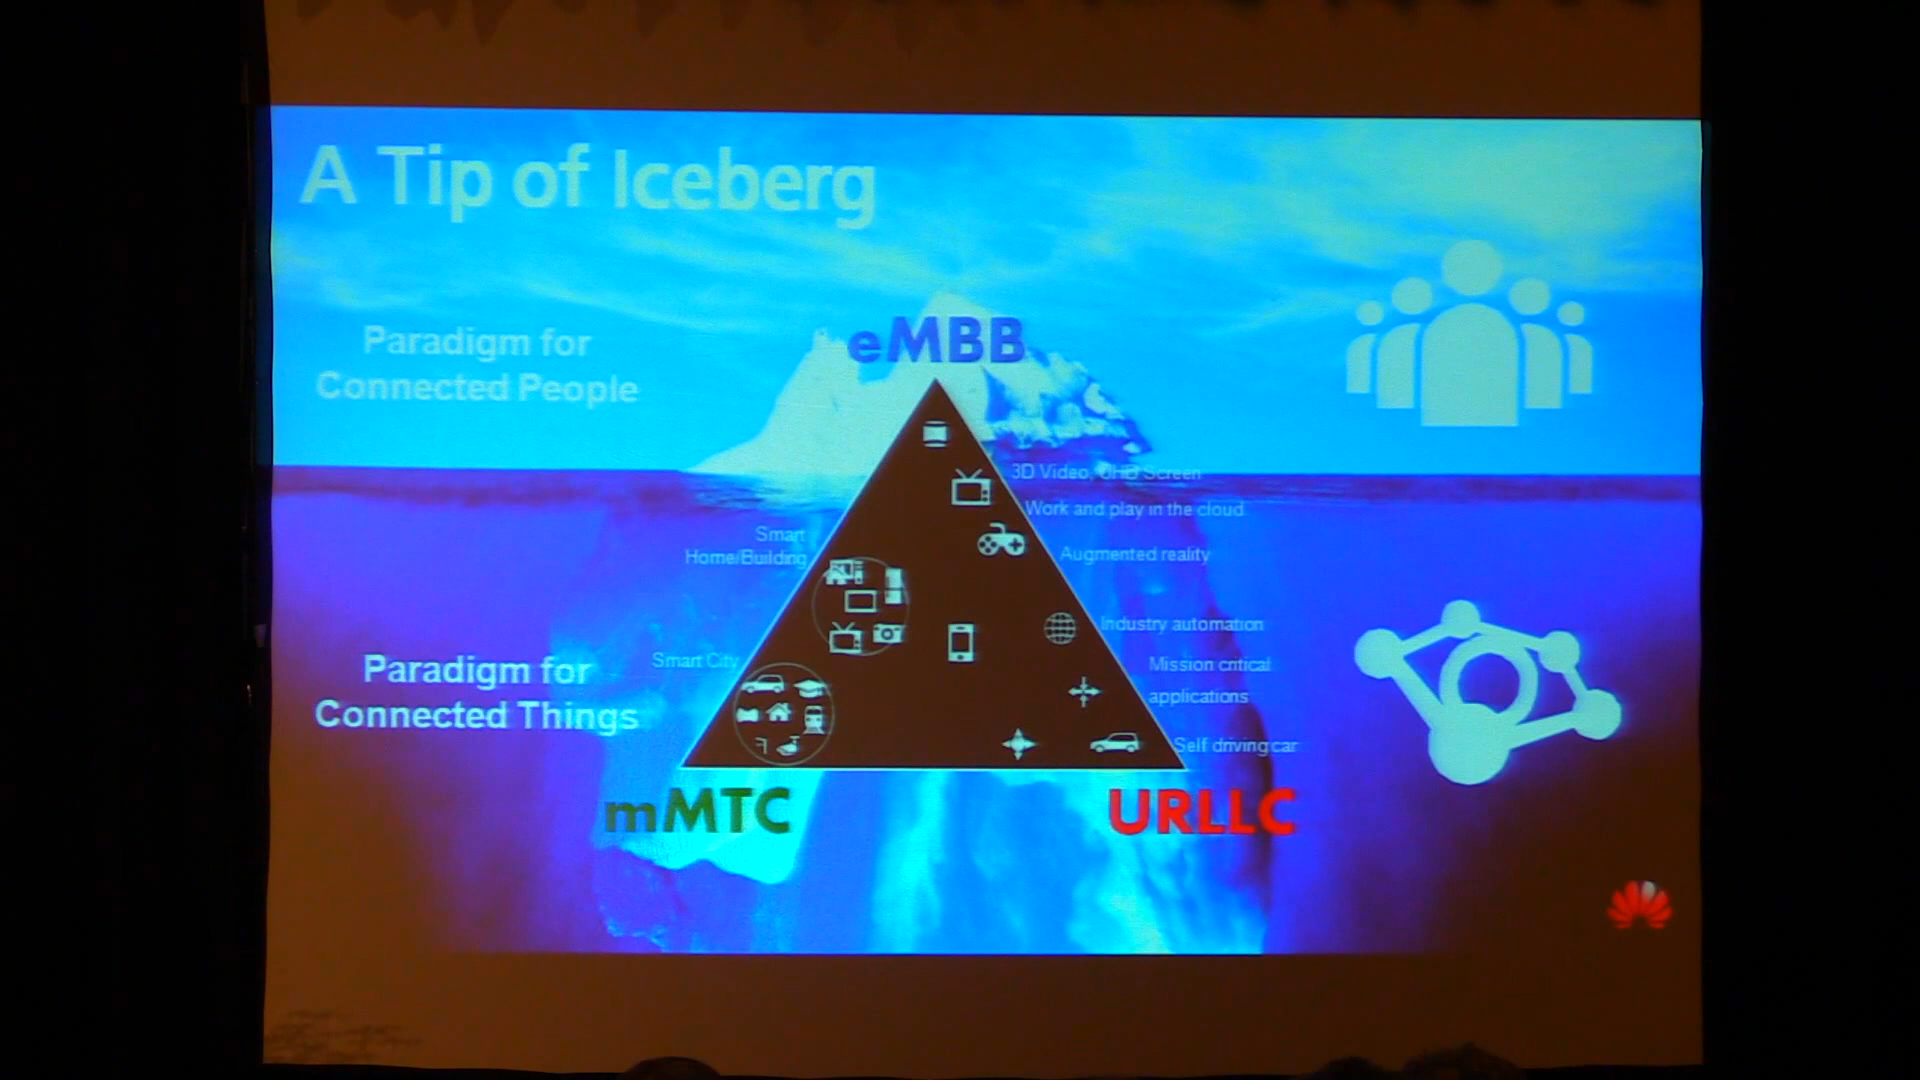 A Tip of Iceberg
Paradigm for
Connected People
eMBB
3D Video, UHD Screen
Work and play in the cloud
Augmented reality
Smart
Home/Building
Industry automation
Smart City
Mission critical
applications
Self driving car
Paradigm for
Connected Things
mMTC
URLLC